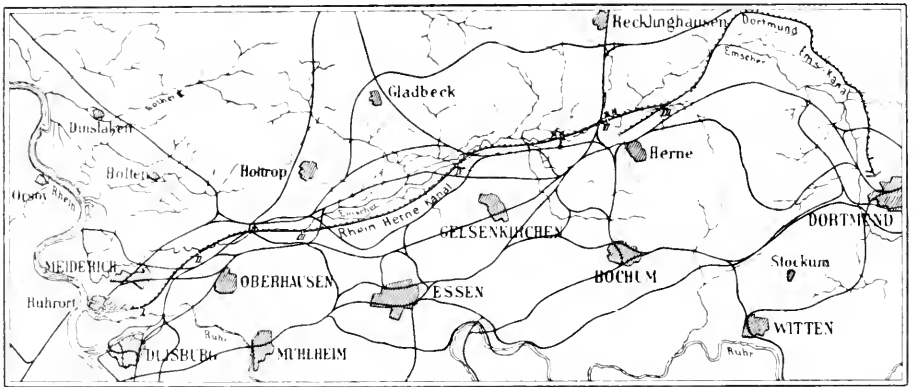 Recklinghausen
Dortmund
Ems-Kanal
Emscher
Gladbeck
Dinslaken
Herne
Holten
Hottrop
Orsoy
Rhein
Emscher
Rhein Herne Kanal
GELSENKIRCHEN
DORTMUND
MEIDERICH
BOCHUM
Stockum
OBERHAUSEN
ESSEN
Ruhrort
WITTEN
Ruhr
DUISBURG
MÜHLHEIM
Ruhr